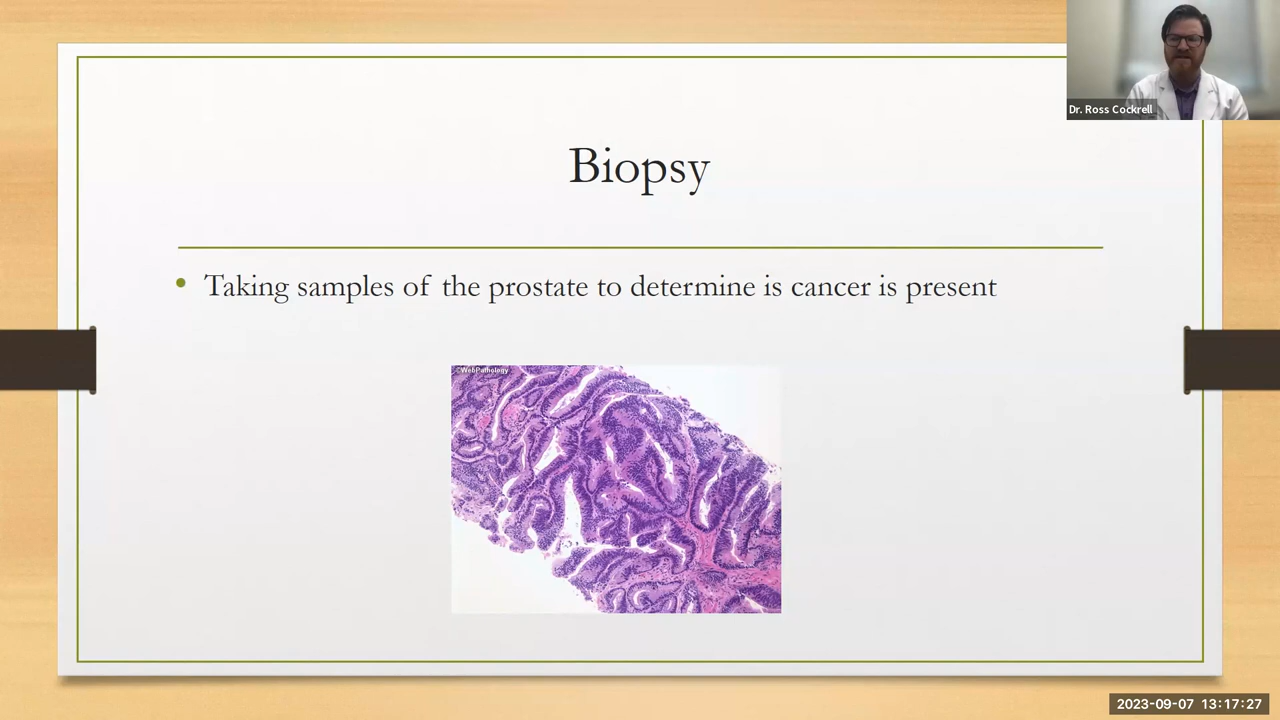 Dr. Ross Cockrell
Biopsy
Taking samples of the prostate to determine is cancer is present
©WebPathology
2023-09-07 13:17:27